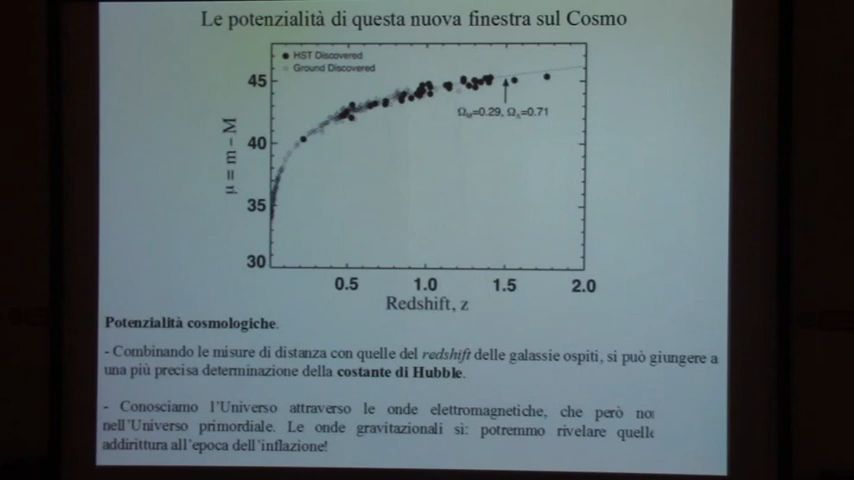 Le potenzialità di questa nuova finestra sul Cosmo
HST Discovered
Ground Discovered
45
40
35
30
μ = m - M
Ω_M=0.29, Ω_Λ=0.71
0.5 1.0 1.5 2.0
Redshift, z
Potenzialità cosmologiche.
- Combinando le misure di distanza con quelle del redshift delle galassie ospiti, si può giungere a
una più precisa determinazione della costante di Hubble.
- Conosciamo l'Universo attraverso le onde elettromagnetiche, che però
nell'Universo primordiale. Le onde gravitazionali sì: potremmo rivelare
addirittura all'epoca dell'inflazione!